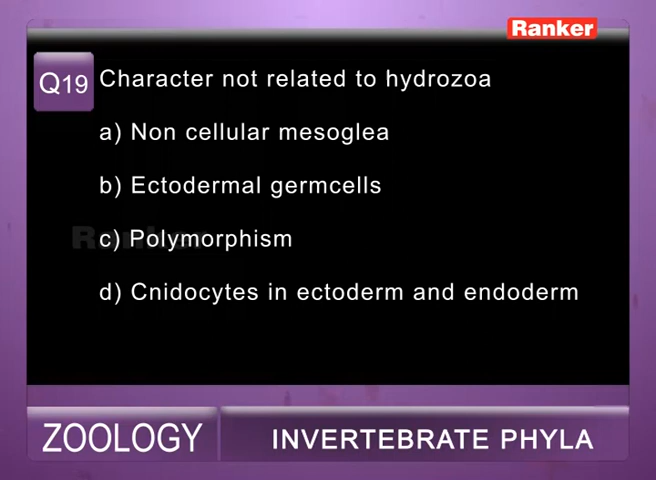 Ranker
Q19 Character not related to hydrozoa
a) Non cellular mesoglea
b) Ectodermal germcells
Ranker
c) Polymorphism
d) Cnidocytes in ectoderm and endoderm
ZOOLOGY
INVERTEBRATE PHYLA